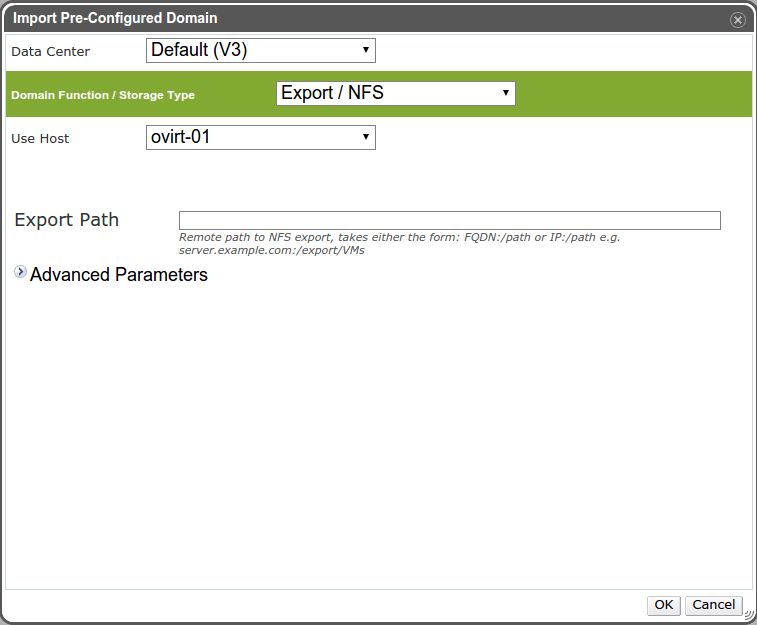 Import Pre-Configured Domain
Data Center Default (V3)
Domain Function / Storage Type Export / NFS
Use Host ovirt-01
Export Path
Remote path to NFS export, takes either the form: FQDN:/path or IP:/path e.g.
server.example.com:/export/VMs
Advanced Parameters
OK Cancel